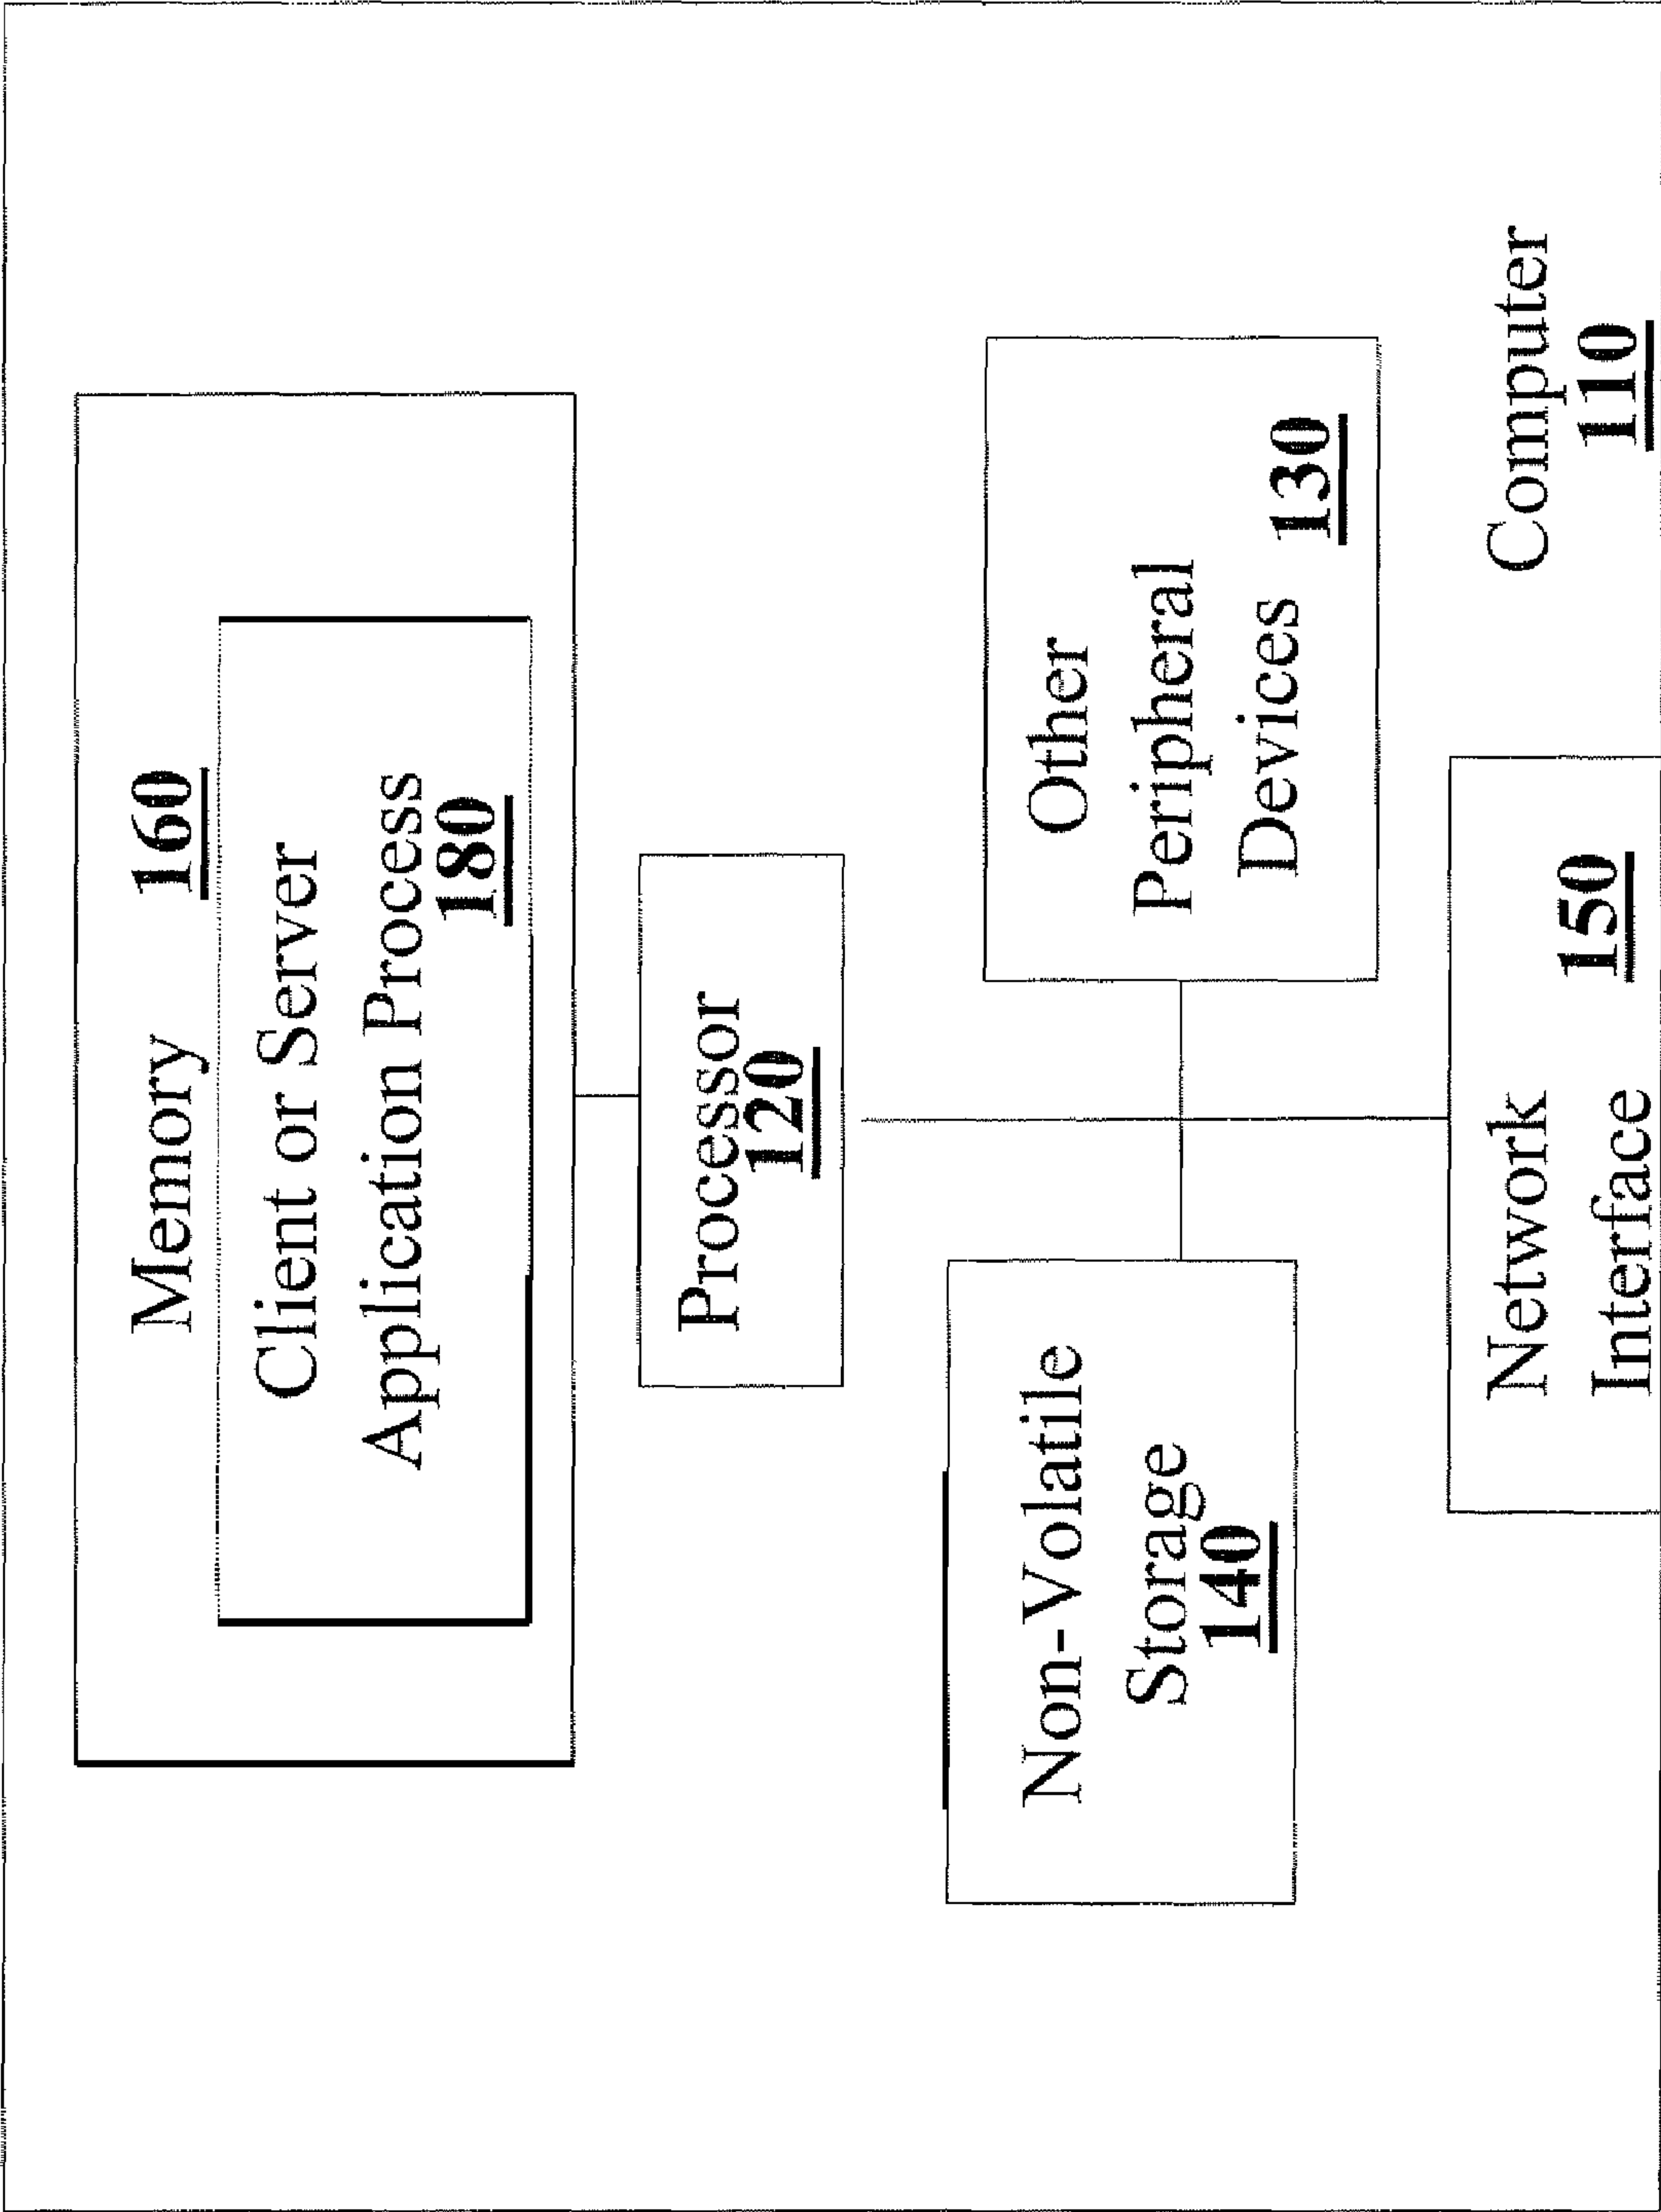 Memory 160
Client or Server
Application Process
180
Processor
120
Non-Volatile
Storage
140
Other
Peripheral
Devices 130
Network
Interface 150
Computer
110